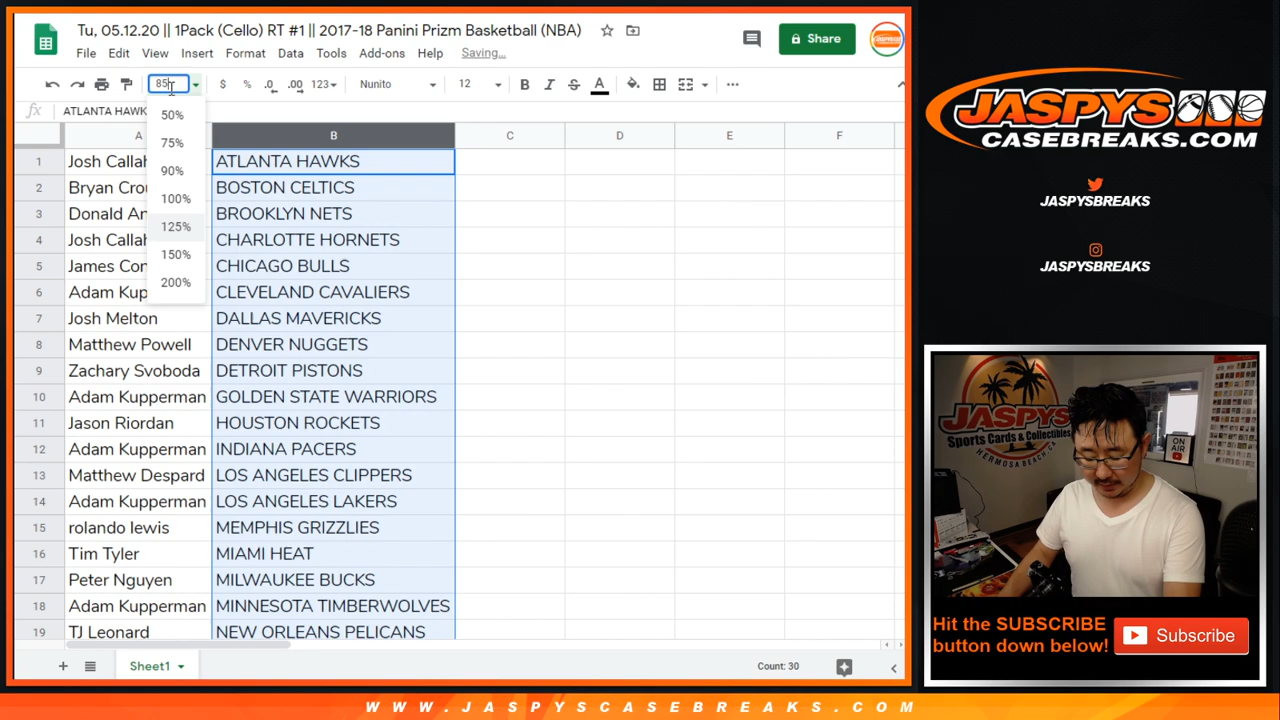 Tu, 05.12.20 || 1Pack (Cello) RT #1 || 2017-18 Panini Prizm Basketball (NBA)
File Edit View Insert Format Data Tools Add-ons Help Saving...
Share
85 $ % .0 .00 123 Nunito 12 B I S A
fx ATLANTA HAWK
50%
75%
90%
100%
125%
150%
200%
A B C D E F
1 Josh Callah ATLANTA HAWKS
2 Bryan Crou BOSTON CELTICS
3 Donald An BROOKLYN NETS
4 Josh Callah CHARLOTTE HORNETS
5 James Con CHICAGO BULLS
6 Adam Kup CLEVELAND CAVALIERS
7 Josh Melton DALLAS MAVERICKS
8 Matthew Powell DENVER NUGGETS
9 Zachary Svoboda DETROIT PISTONS
10 Adam Kupperman GOLDEN STATE WARRIORS
11 Jason Riordan HOUSTON ROCKETS
12 Adam Kupperman INDIANA PACERS
13 Matthew Despard LOS ANGELES CLIPPERS
14 Adam Kupperman LOS ANGELES LAKERS
15 rolando lewis MEMPHIS GRIZZLIES
16 Tim Tyler MIAMI HEAT
17 Peter Nguyen MILWAUKEE BUCKS
18 Adam Kupperman MINNESOTA TIMBERWOLVES
19 TJ Leonard NEW ORLEANS PELICANS
Sheet1
Count: 30
JASPYS
CASEBREAKS.COM
JASPYSBREAKS
JASPYSBREAKS
JASPYS
Sports Cards & Collectibles
HERMOSA BEACH, CA
ON
AIR
Hit the SUBSCRIBE
button down below!
Subscribe
WWW.JASPYSCASEBREAKS.COM